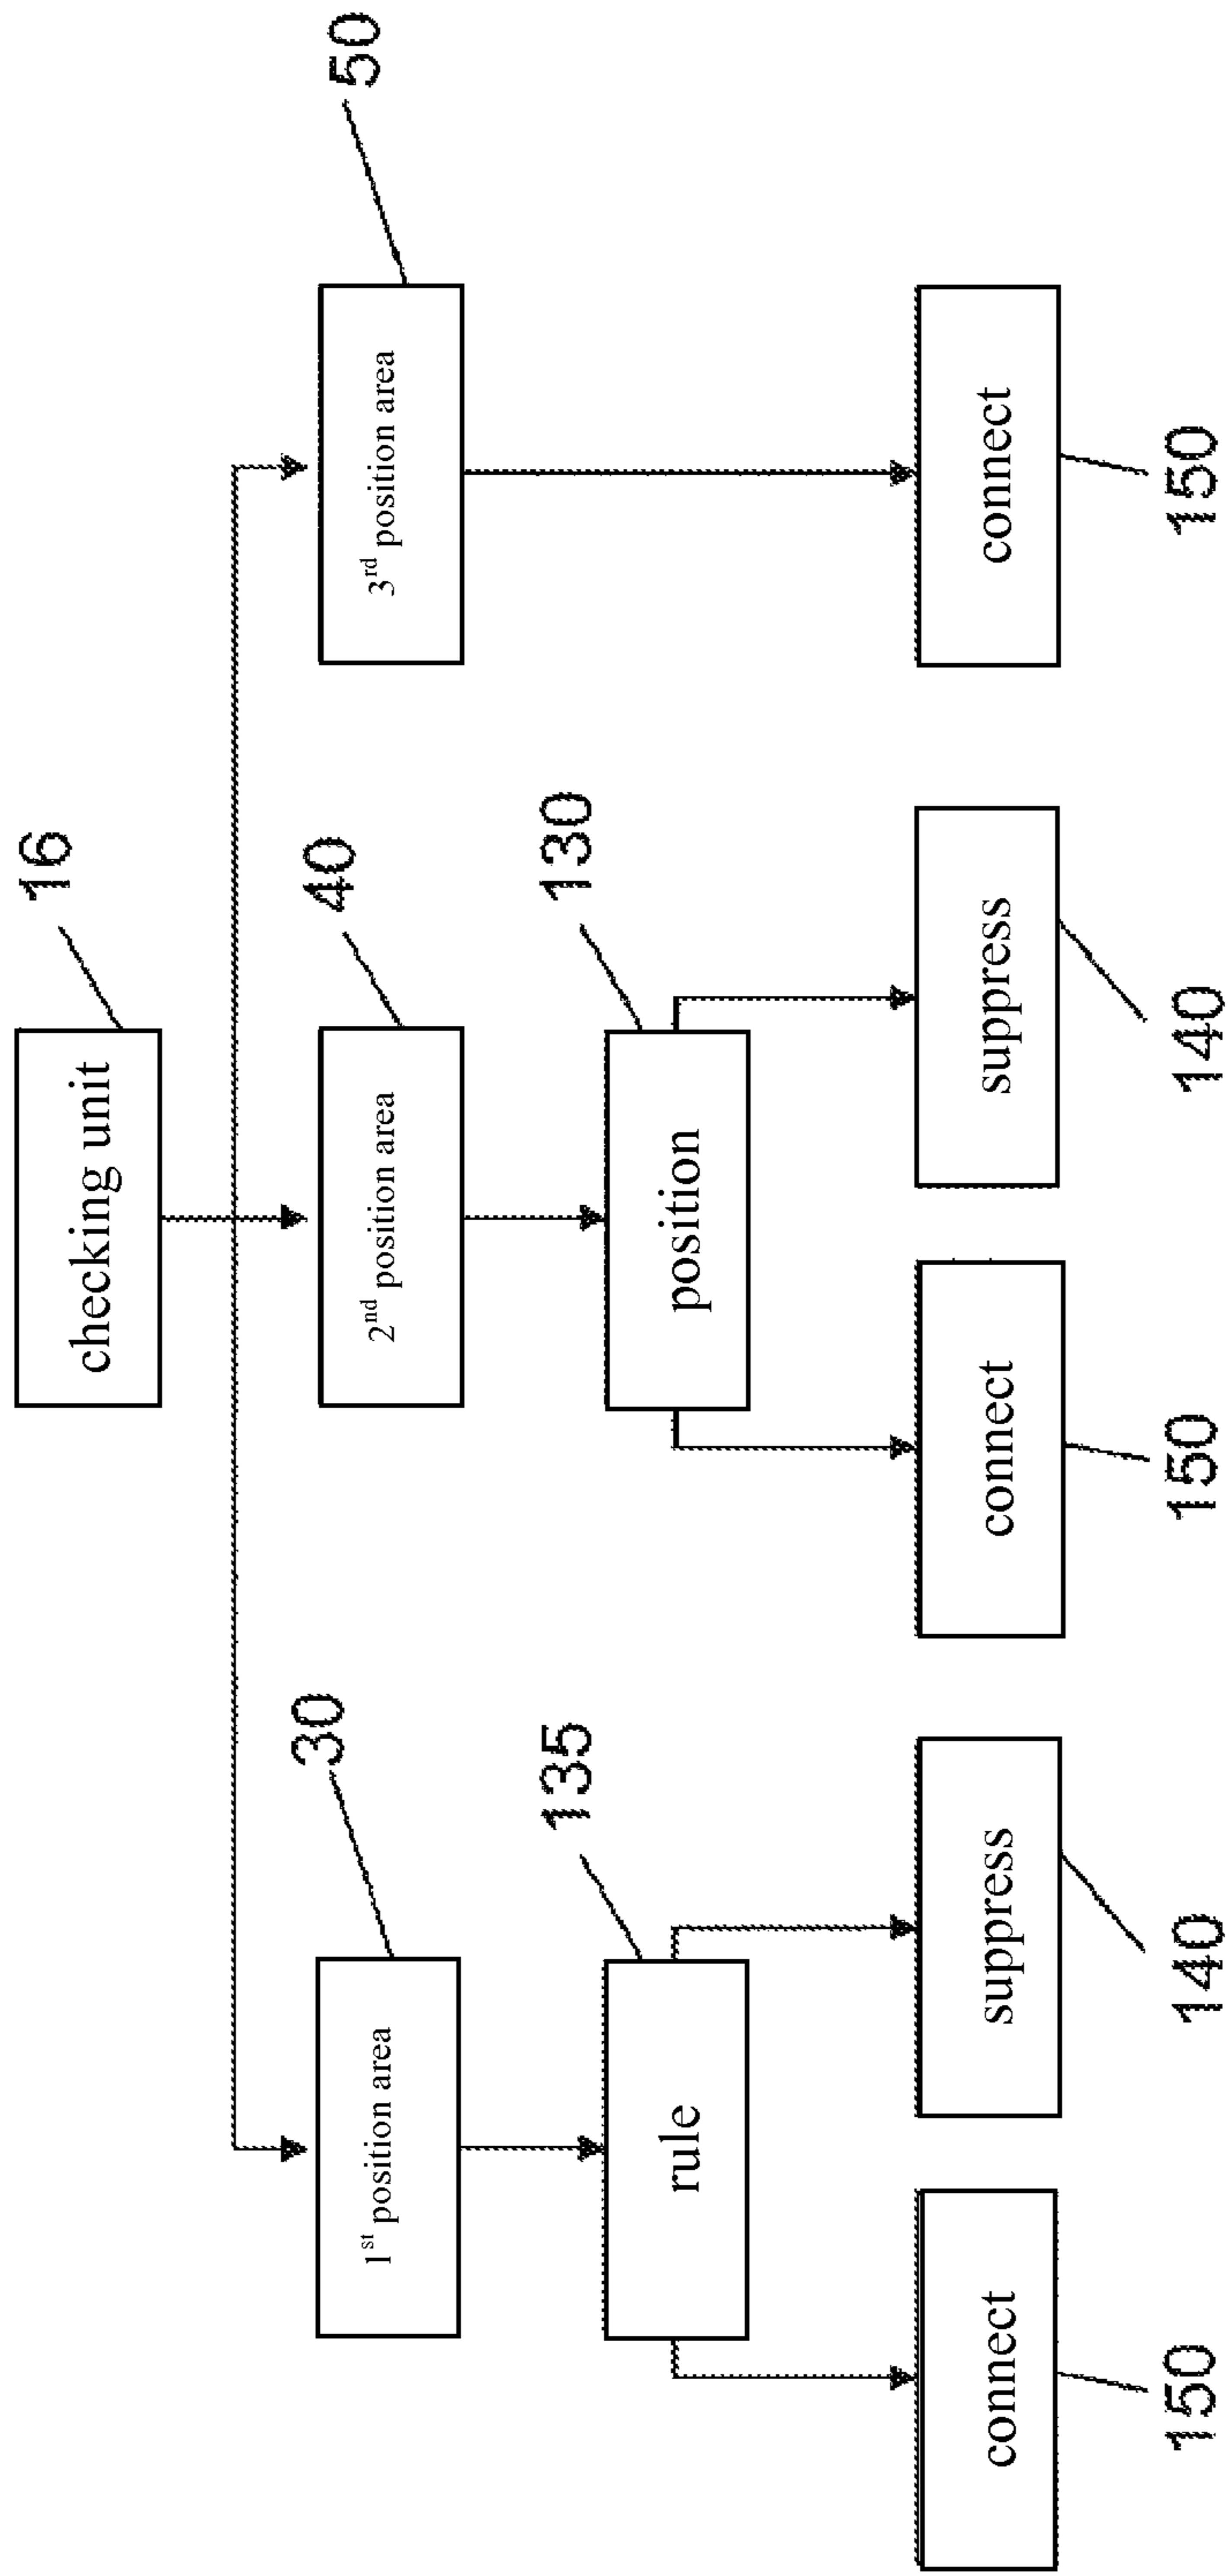 checking unit
16
1st position area
30
2nd position area
40
3rd position area
50
rule
135
position
130
connect
150
suppress
140
connect
150
suppress
140
connect
150